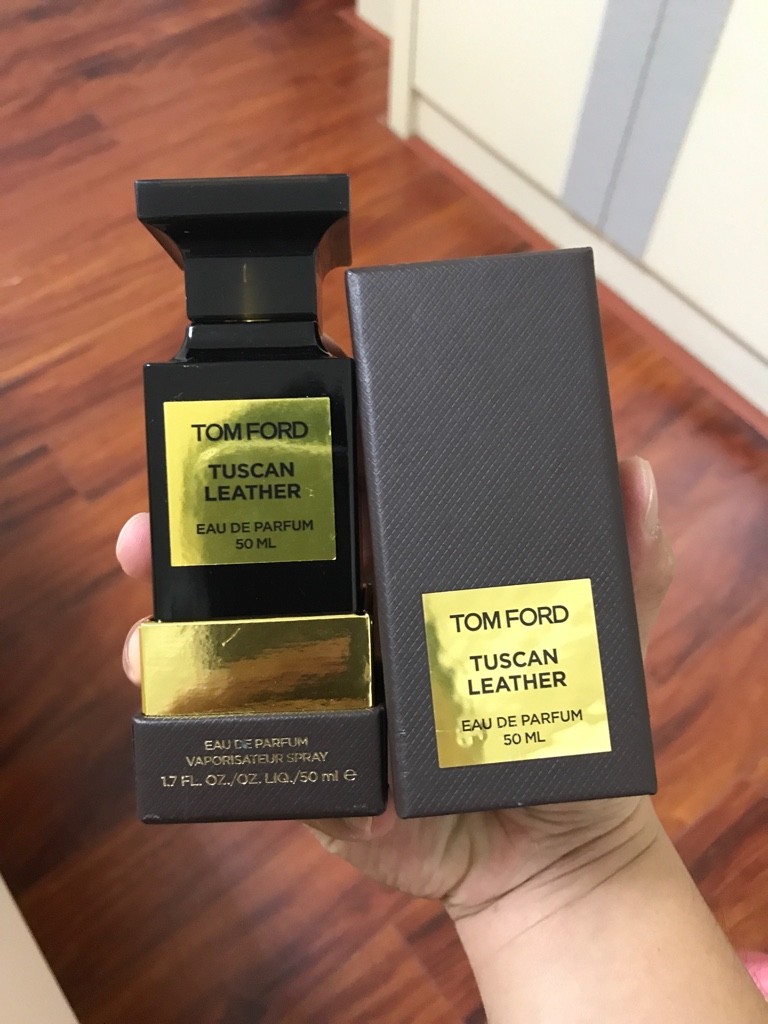 TOM FORD
TUSCAN
LEATHER
EAU DE PARFUM
50 ML
EAU DE PARFUM
VAPORISATEUR SPRAY
1.7 FL. OZ./OZ. LIQ./50 ml ℮
TOM FORD
TUSCAN
LEATHER
EAU DE PARFUM
50 ML